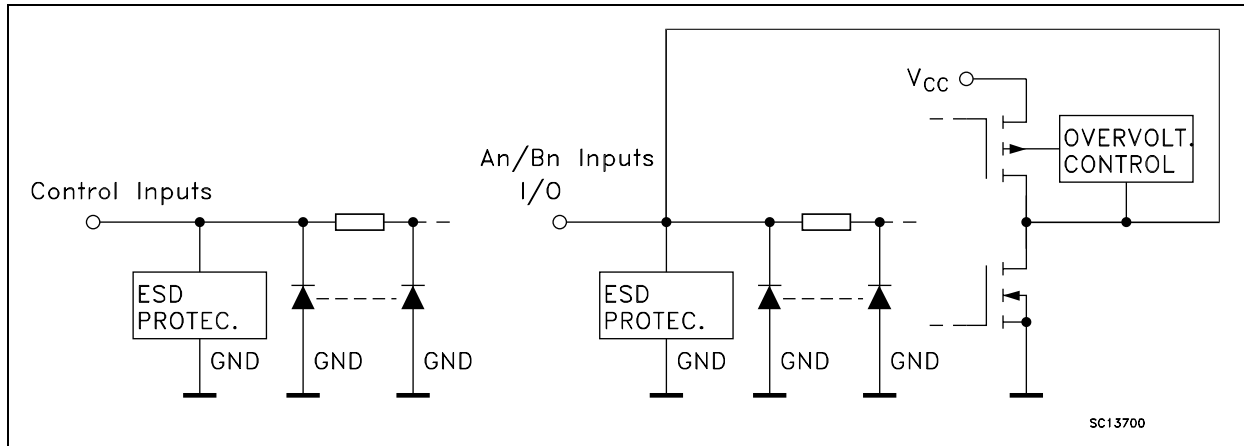 Control Inputs
ESD
PROTEC.
GND
GND
GND
An/Bn Inputs
I/O
ESD
PROTEC.
GND
GND
GND
VCC
OVERVOLT.
CONTROL
SC13700